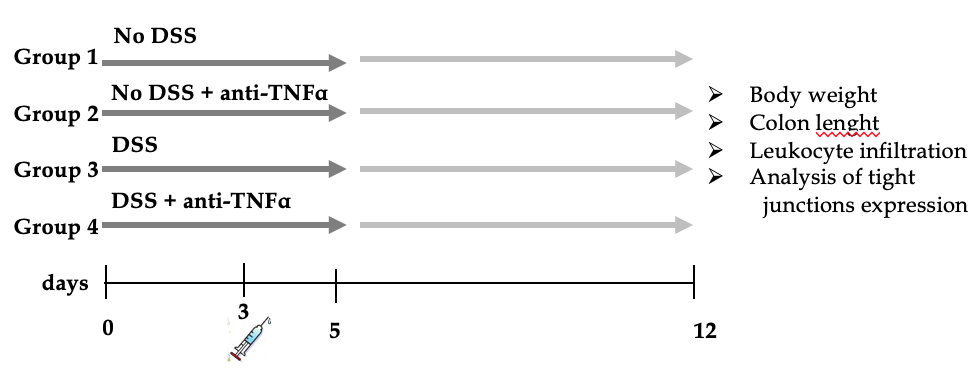 No DSS
Group 1
No DSS + anti-TNFα
Group 2
DSS
Group 3
DSS + anti-TNFα
Group 4
➢ Body weight
➢ Colon lenght
➢ Leukocyte infiltration
➢ Analysis of tight
junctions expression
days
0
3
5
12